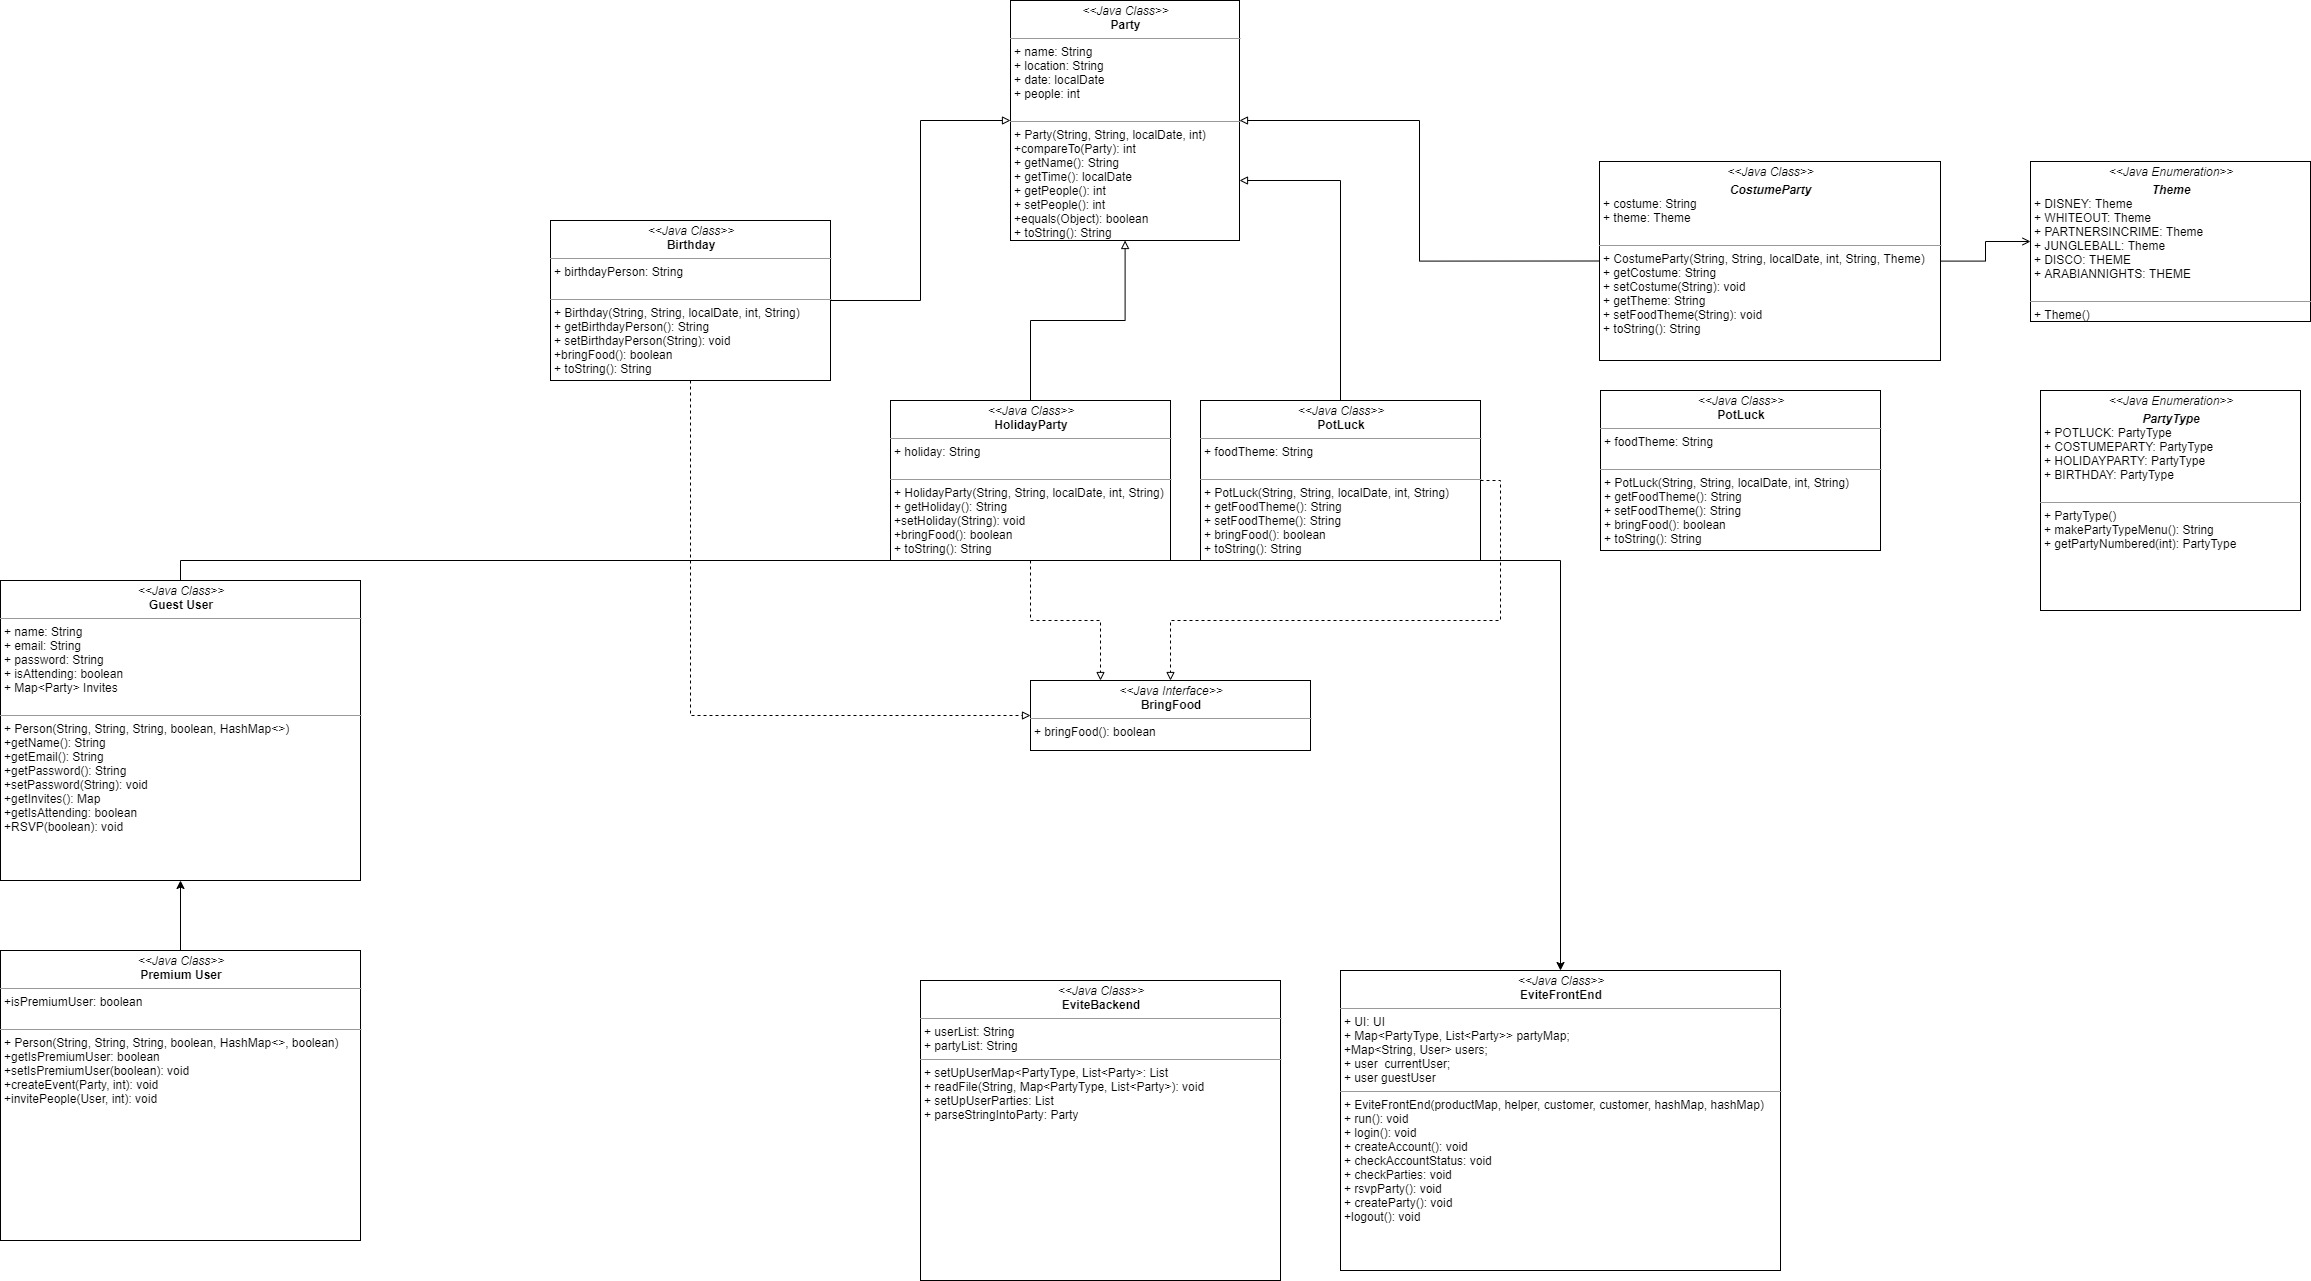 <<Java Class>>
Party
+ name: String
+ location: String
+ date: localDate
+ people: int
+ Party(String, String, localDate, int)
+compareTo(Party): int
+ getName(): String
+ getTime(): localDate
+ getPeople(): int
+ setPeople(): int
+equals(Object): boolean
+ toString(): String
<<Java Class>>
CostumeParty
+ costume: String
+ theme: Theme
+ CostumeParty(String, String, localDate, int, String, Theme)
+ getCostume: String
+ setCostume(String): void
+ getTheme: String
+ setFoodTheme(String): void
+ toString(): String
<<Java Enumeration>>
Theme
+ DISNEY: Theme
+ WHITEOUT: Theme
+ PARTNERSINCRIME: Theme
+ JUNGLEBALL: Theme
+ DISCO: THEME
+ ARABIANNIGHTS: THEME
+ Theme()
<<Java Class>>
Birthday
+ birthdayPerson: String
+ Birthday(String, String, localDate, int, String)
+ getBirthdayPerson(): String
+ setBirthdayPerson(String): void
+bringFood(): boolean
+ toString(): String
<<Java Class>>
HolidayParty
+ holiday: String
+ HolidayParty(String, String, localDate, int, String)
+ getHoliday(): String
+setHoliday(String): void
+bringFood(): boolean
+ toString(): String
<<Java Class>>
PotLuck
+ foodTheme: String
+ PotLuck(String, String, localDate, int, String)
+ getFoodTheme(): String
+ setFoodTheme(): String
+ bringFood(): boolean
+ toString(): String
<<Java Class>>
PotLuck
+ foodTheme: String
+ PotLuck(String, String, localDate, int, String)
+ getFoodTheme(): String
+ setFoodTheme(): String
+ bringFood(): boolean
+ toString(): String
<<Java Enumeration>>
PartyType
+ POTLUCK: PartyType
+ COSTUMEPARTY: PartyType
+ HOLIDAYPARTY: PartyType
+ BIRTHDAY: PartyType
+ PartyType()
+ makePartyTypeMenu(): String
+ getPartyNumbered(int): PartyType
<<Java Class>>
Guest User
+ name: String
+ email: String
+ password: String
+ isAttending: boolean
+ Map<Party> Invites
+ Person(String, String, String, boolean, HashMap<>)
+getName(): String
+getEmail(): String
+getPassword(): String
+setPassword(String): void
+getInvites(): Map
+getIsAttending: boolean
+RSVP(boolean): void
<<Java Interface>>
BringFood
+ bringFood(): boolean
<<Java Class>>
Premium User
+isPremiumUser: boolean
+ Person(String, String, String, boolean, HashMap<>, boolean)
+getIsPremiumUser: boolean
+setIsPremiumUser(boolean): void
+createEvent(Party, int): void
+invitePeople(User, int): void
<<Java Class>>
EviteBackend
+ userList: String
+ partyList: String
+ setUpUserMap<PartyType, List<Party>: List
+ readFile(String, Map<PartyType, List<Party>): void
+ setUpUserParties: List
+ parseStringIntoParty: Party
<<Java Class>>
EviteFrontEnd
+ UI: UI
+ Map<PartyType, List<Party>> partyMap;
+Map<String, User> users;
+ user  currentUser;
+ user guestUser
+ EviteFrontEnd(productMap, helper, customer, customer, hashMap, hashMap)
+ run(): void
+ login(): void
+ createAccount(): void
+ checkAccountStatus: void
+ checkParties: void
+ rsvpParty(): void
+ createParty(): void
+logout(): void